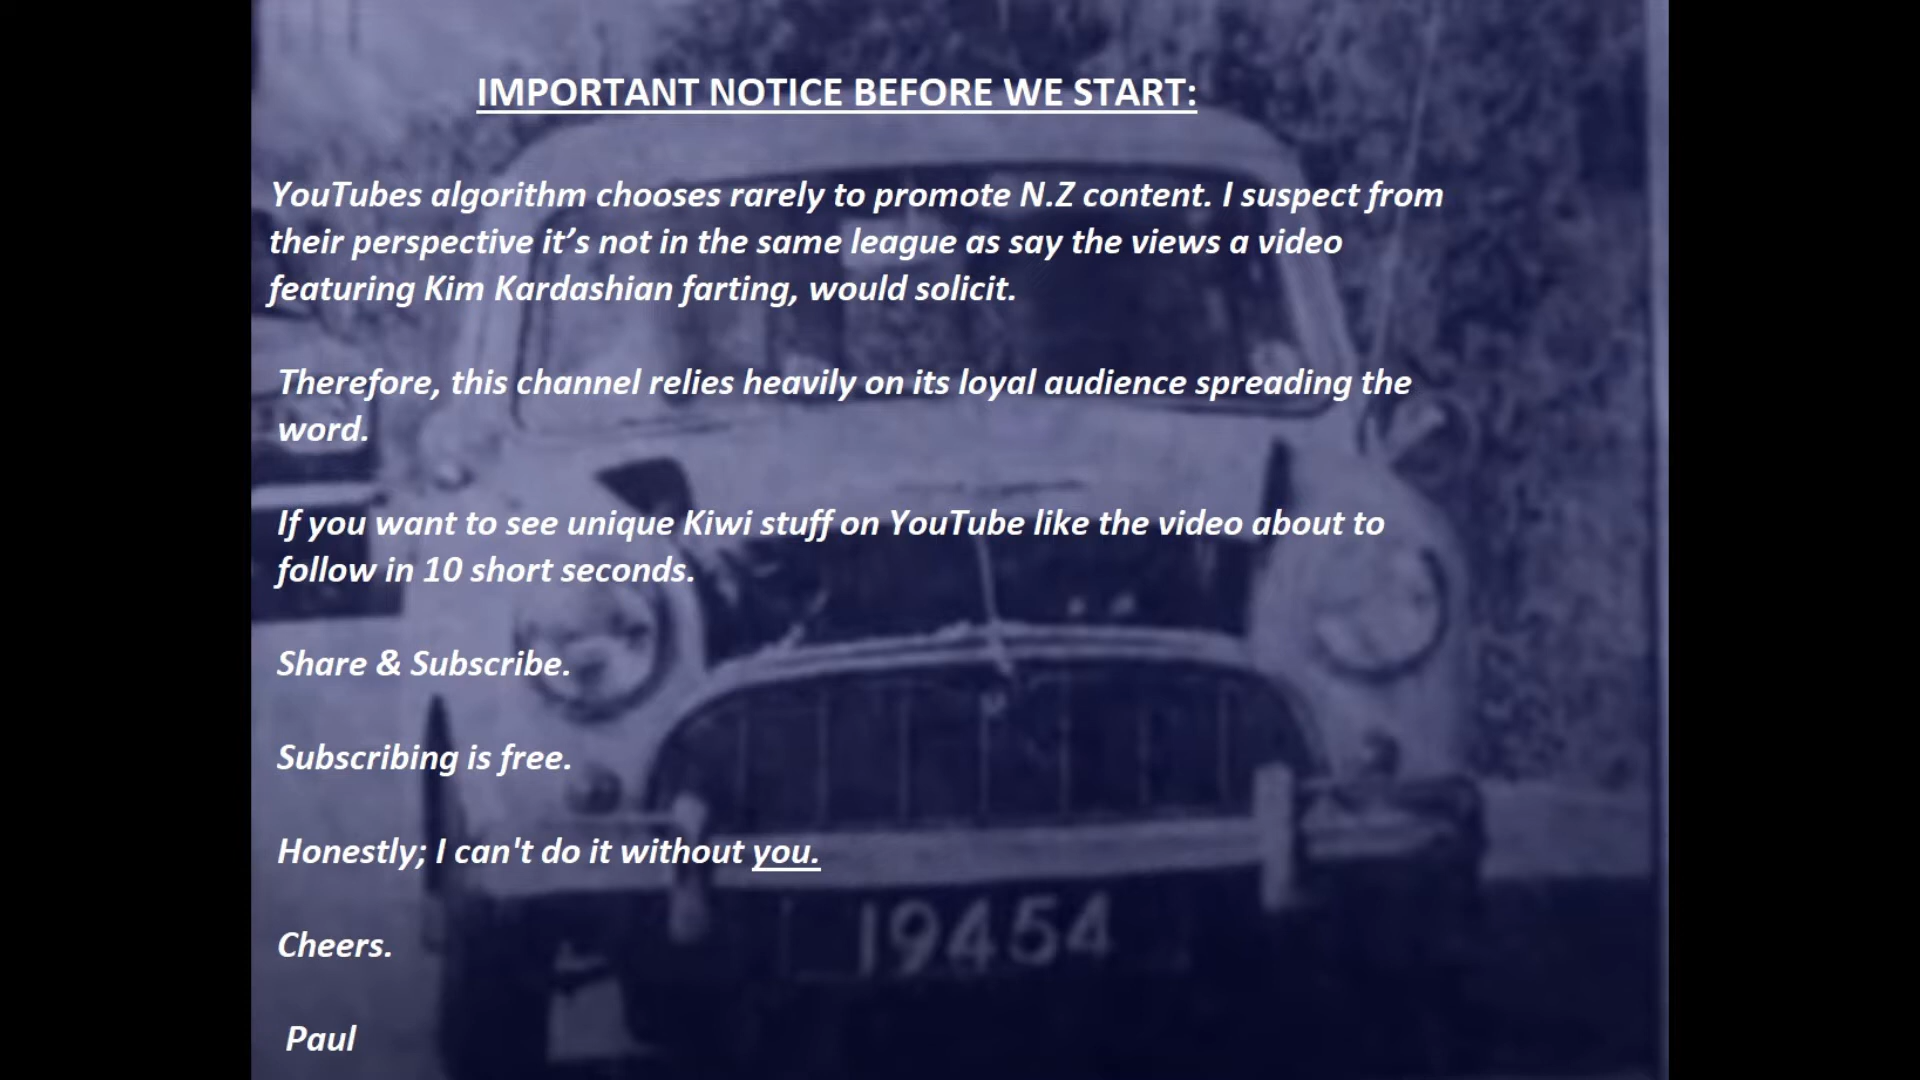 IMPORTANT NOTICE BEFORE WE START:
YouTubes algorithm chooses rarely to promote N.Z content. I suspect from
their perspective it’s not in the same league as say the views a video
featuring Kim Kardashian farting, would solicit.
Therefore, this channel relies heavily on its loyal audience spreading the
word.
If you want to see unique Kiwi stuff on YouTube like the video about to
follow in 10 short seconds.
Share & Subscribe.
Subscribing is free.
Honestly; I can't do it without you.
Cheers.
Paul
19454